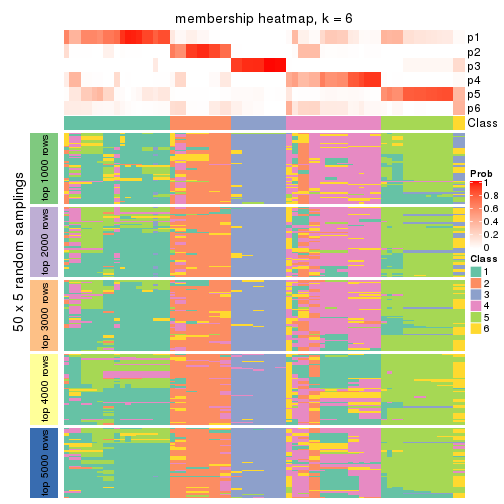 membership heatmap, k = 6
p1
p2
p3
p4
p5
p6
Class
50 x 5 random samplings
top 1000 rows
top 2000 rows
top 3000 rows
top 4000 rows
top 5000 rows
Prob
1
0.8
0.6
0.4
0.2
0
Class
1
2
3
4
5
6